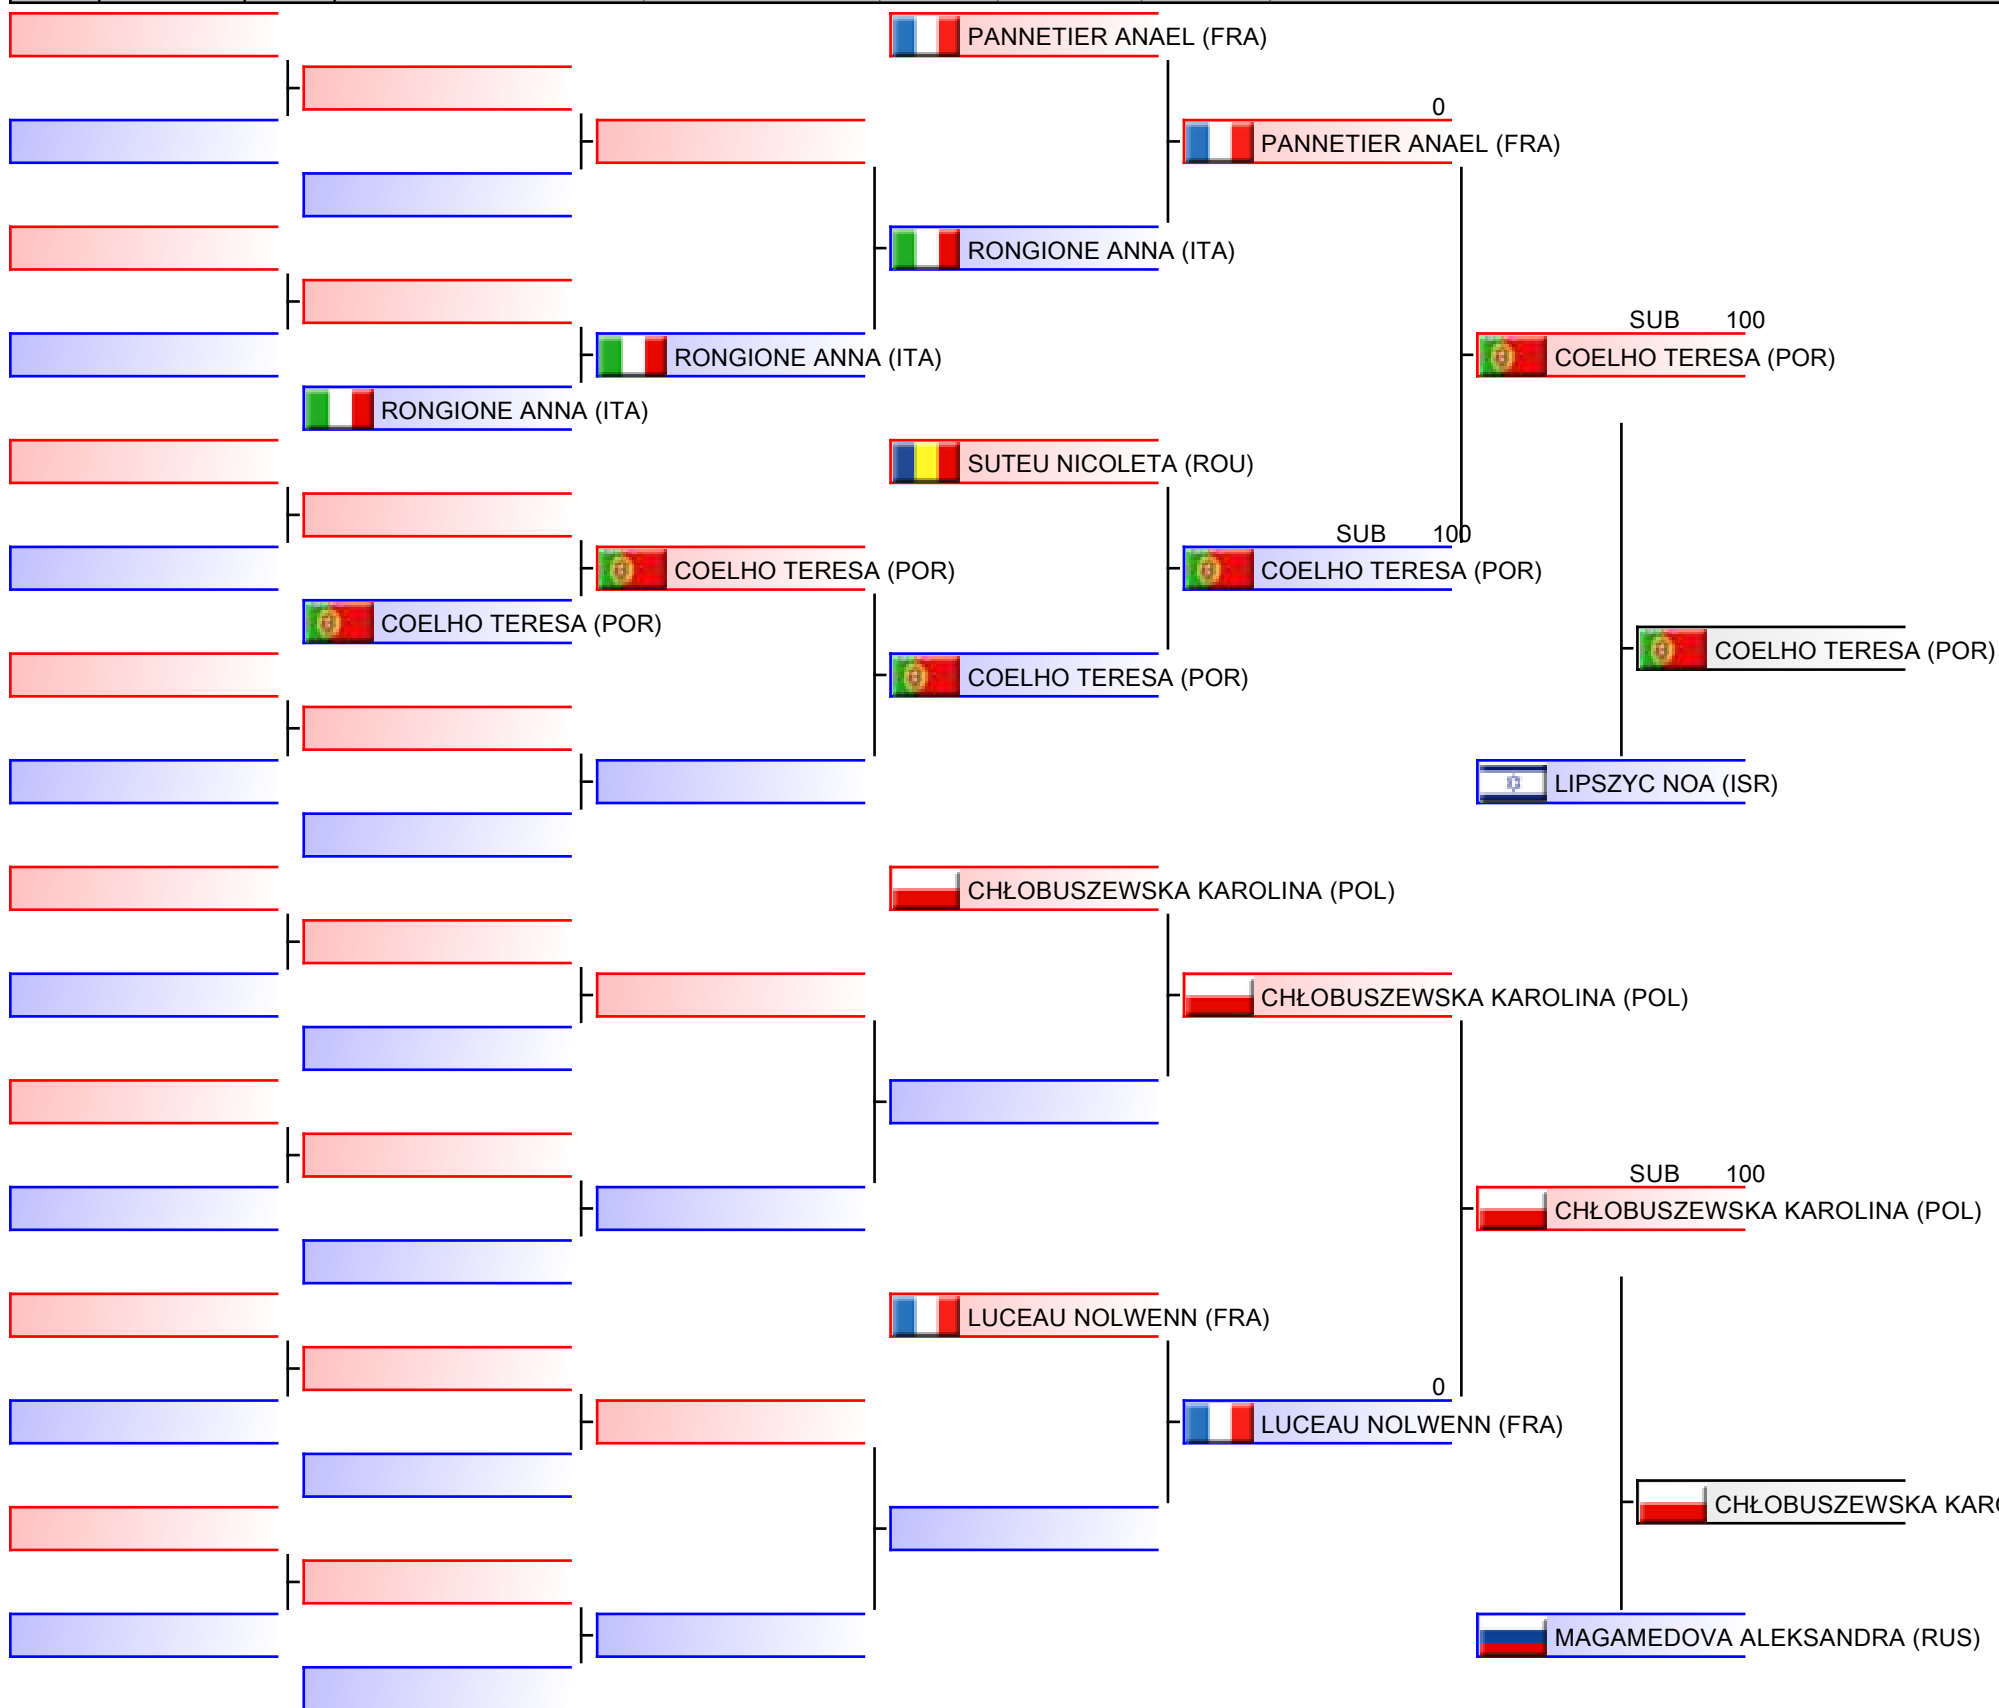 PANNETIER ANAEL (FRA)
0
PANNETIER ANAEL (FRA)
RONGIONE ANNA (ITA)
SUB 100
RONGIONE ANNA (ITA)
COELHO TERESA (POR)
RONGIONE ANNA (ITA)
SUTEU NICOLETA (ROU)
SUB 100
COELHO TERESA (POR)
COELHO TERESA (POR)
COELHO TERESA (POR)
COELHO TERESA (POR)
COELHO TERESA (POR)
LIPSZYC NOA (ISR)
CHŁOBUSZEWSKA KAROLINA (POL)
CHŁOBUSZEWSKA KAROLINA (POL)
SUB 100
CHŁOBUSZEWSKA KAROLINA (POL)
LUCEAU NOLWENN (FRA)
0
LUCEAU NOLWENN (FRA)
CHŁOBUSZEWSKA
MAGAMEDOVA ALEKSANDRA (RUS)